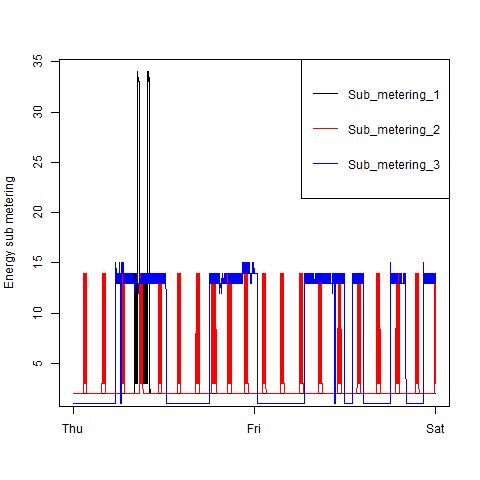 35
30
25
20
15
10
5
Energy sub metering
Sub_metering_1
Sub_metering_2
Sub_metering_3
Thu
Fri
Sat